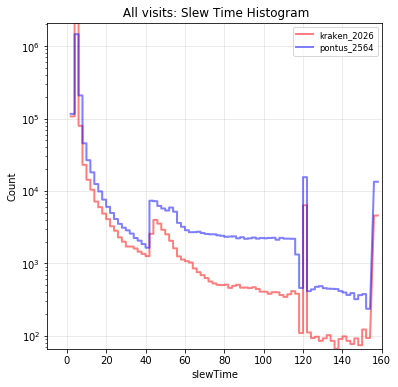 All visits: Slew Time Histogram
kraken_2026
pontus_2564
10^6
10^5
10^4
10^3
10^2
Count
0 20 40 60 80 100 120 140 160
slewTime